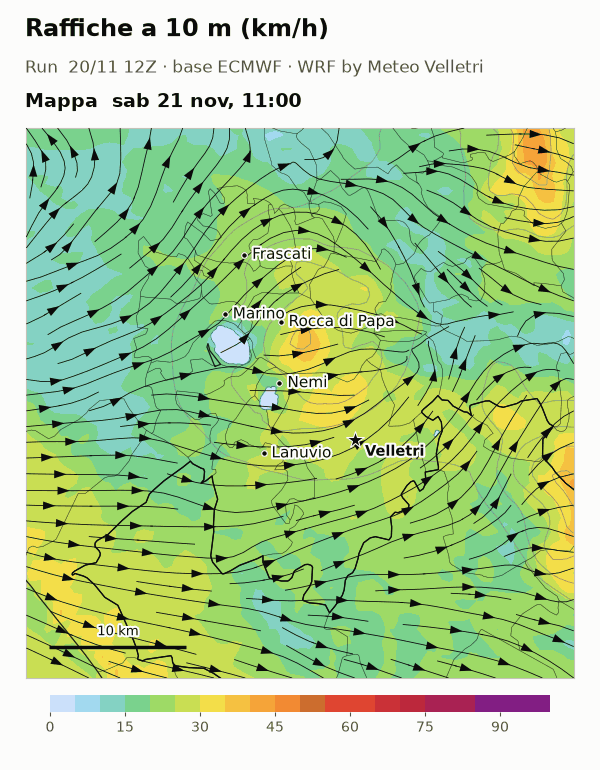 Raffiche a 10 m (km/h)
Run 20/11 12Z · base ECMWF · WRF by Meteo Velletri
Mappa sab 21 nov, 11:00
Frascati
Marino
Rocca di Papa
Nemi
Velletri
Lanuvio
10 km
0 15 30 45 60 75 90